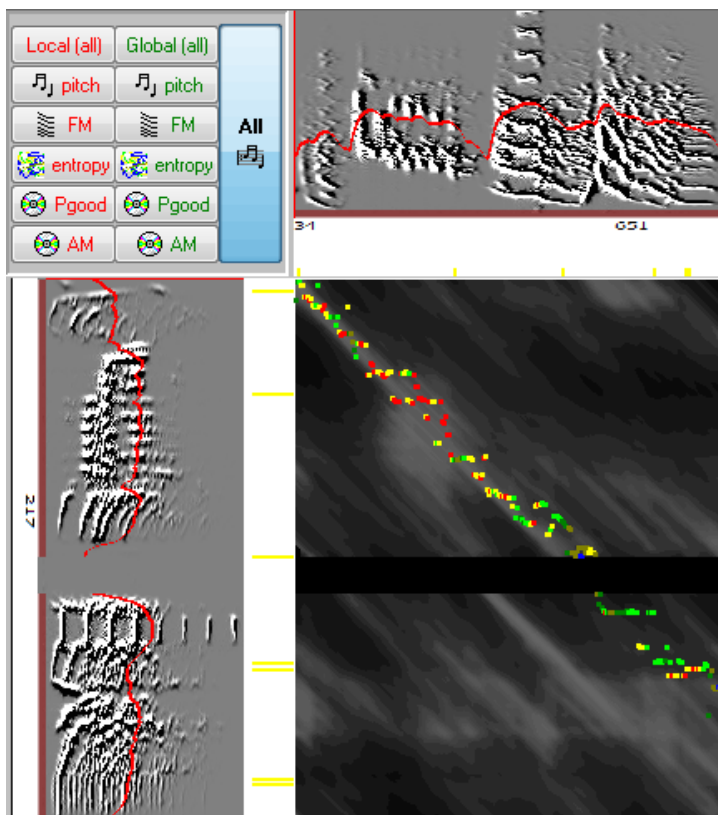 Local (all) Global (all)
pitch pitch
FM FM
All
entropy entropy
Pgood Pgood
AM AM
34 651
217